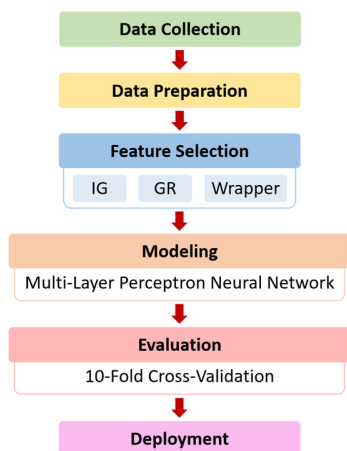 Data Collection
Data Preparation
Feature Selection
IG GR Wrapper
Modeling
Multi-Layer Perceptron Neural Network
Evaluation
10-Fold Cross-Validation
Deployment